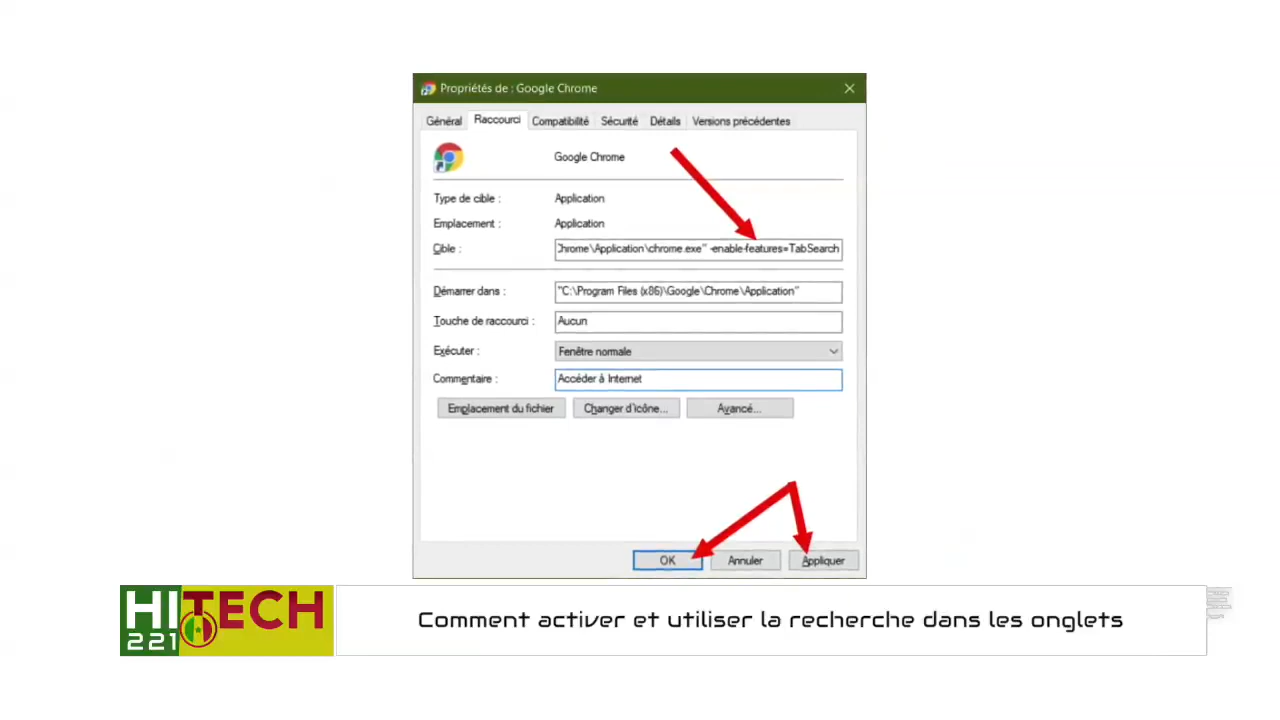 Propriétés de : Google Chrome
Général Raccourci Compatibilité Sécurité Détails Versions précédentes
Google Chrome
Type de cible : Application
Emplacement : Application
Cible : Chrome\Application\chrome.exe" -enable-features=TabSearch
Démarrer dans : "C:\Program Files (x86)\Google\Chrome\Application"
Touche de raccourci : Aucun
Exécuter : Fenêtre normale
Commentaire : Accéder à Internet
Emplacement du fichier Changer d'icône... Avancé...
OK Annuler Appliquer
HITECH
221
Comment activer et utiliser la recherche dans les onglets